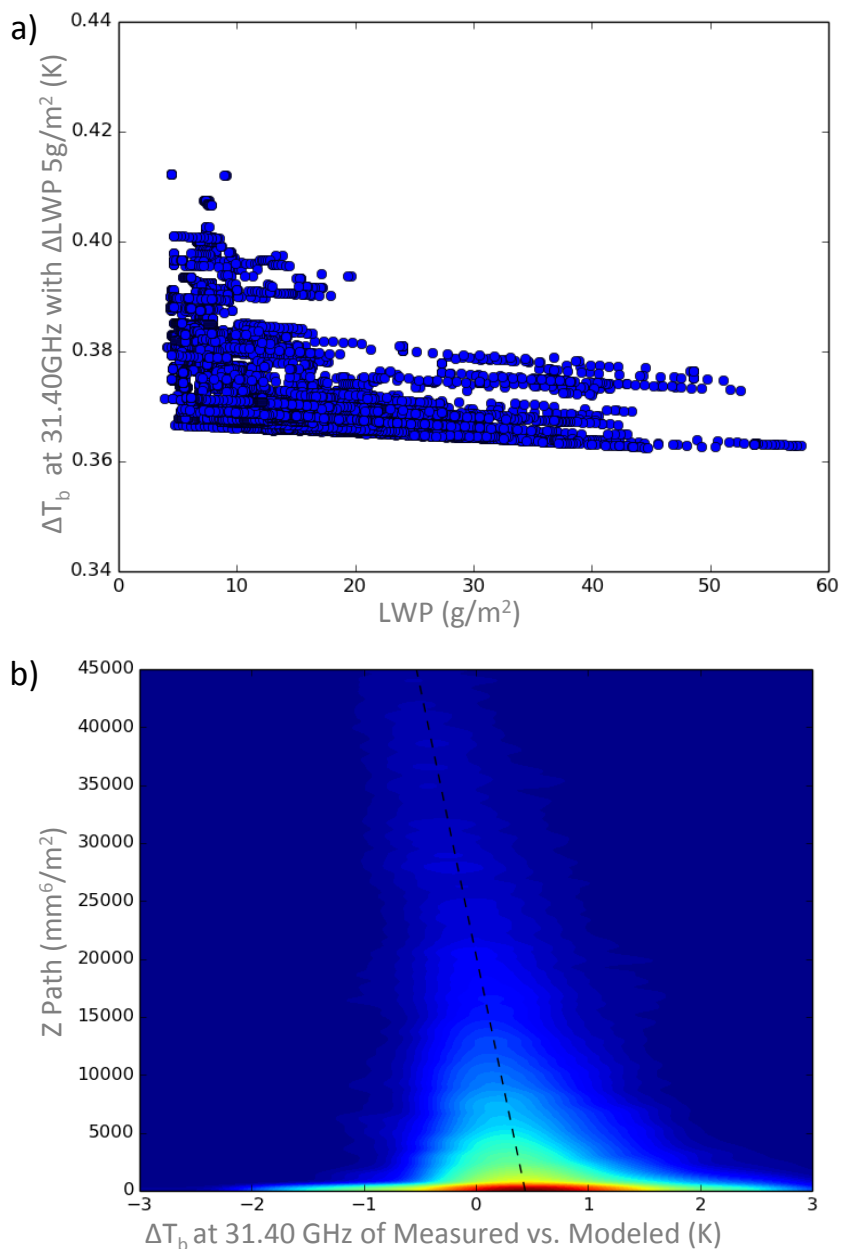 a)
ΔT_b at 31.40GHz with ΔLWP 5g/m² (K)
0.44
0.42
0.40
0.38
0.36
0.34
0 10 20 30 40 50 60
LWP (g/m²)
b)
Z Path (mm⁶/m²)
45000
40000
35000
30000
25000
20000
15000
10000
5000
0
−3 −2 −1 0 1 2 3
ΔT_b at 31.40 GHz of Measured vs. Modeled (K)